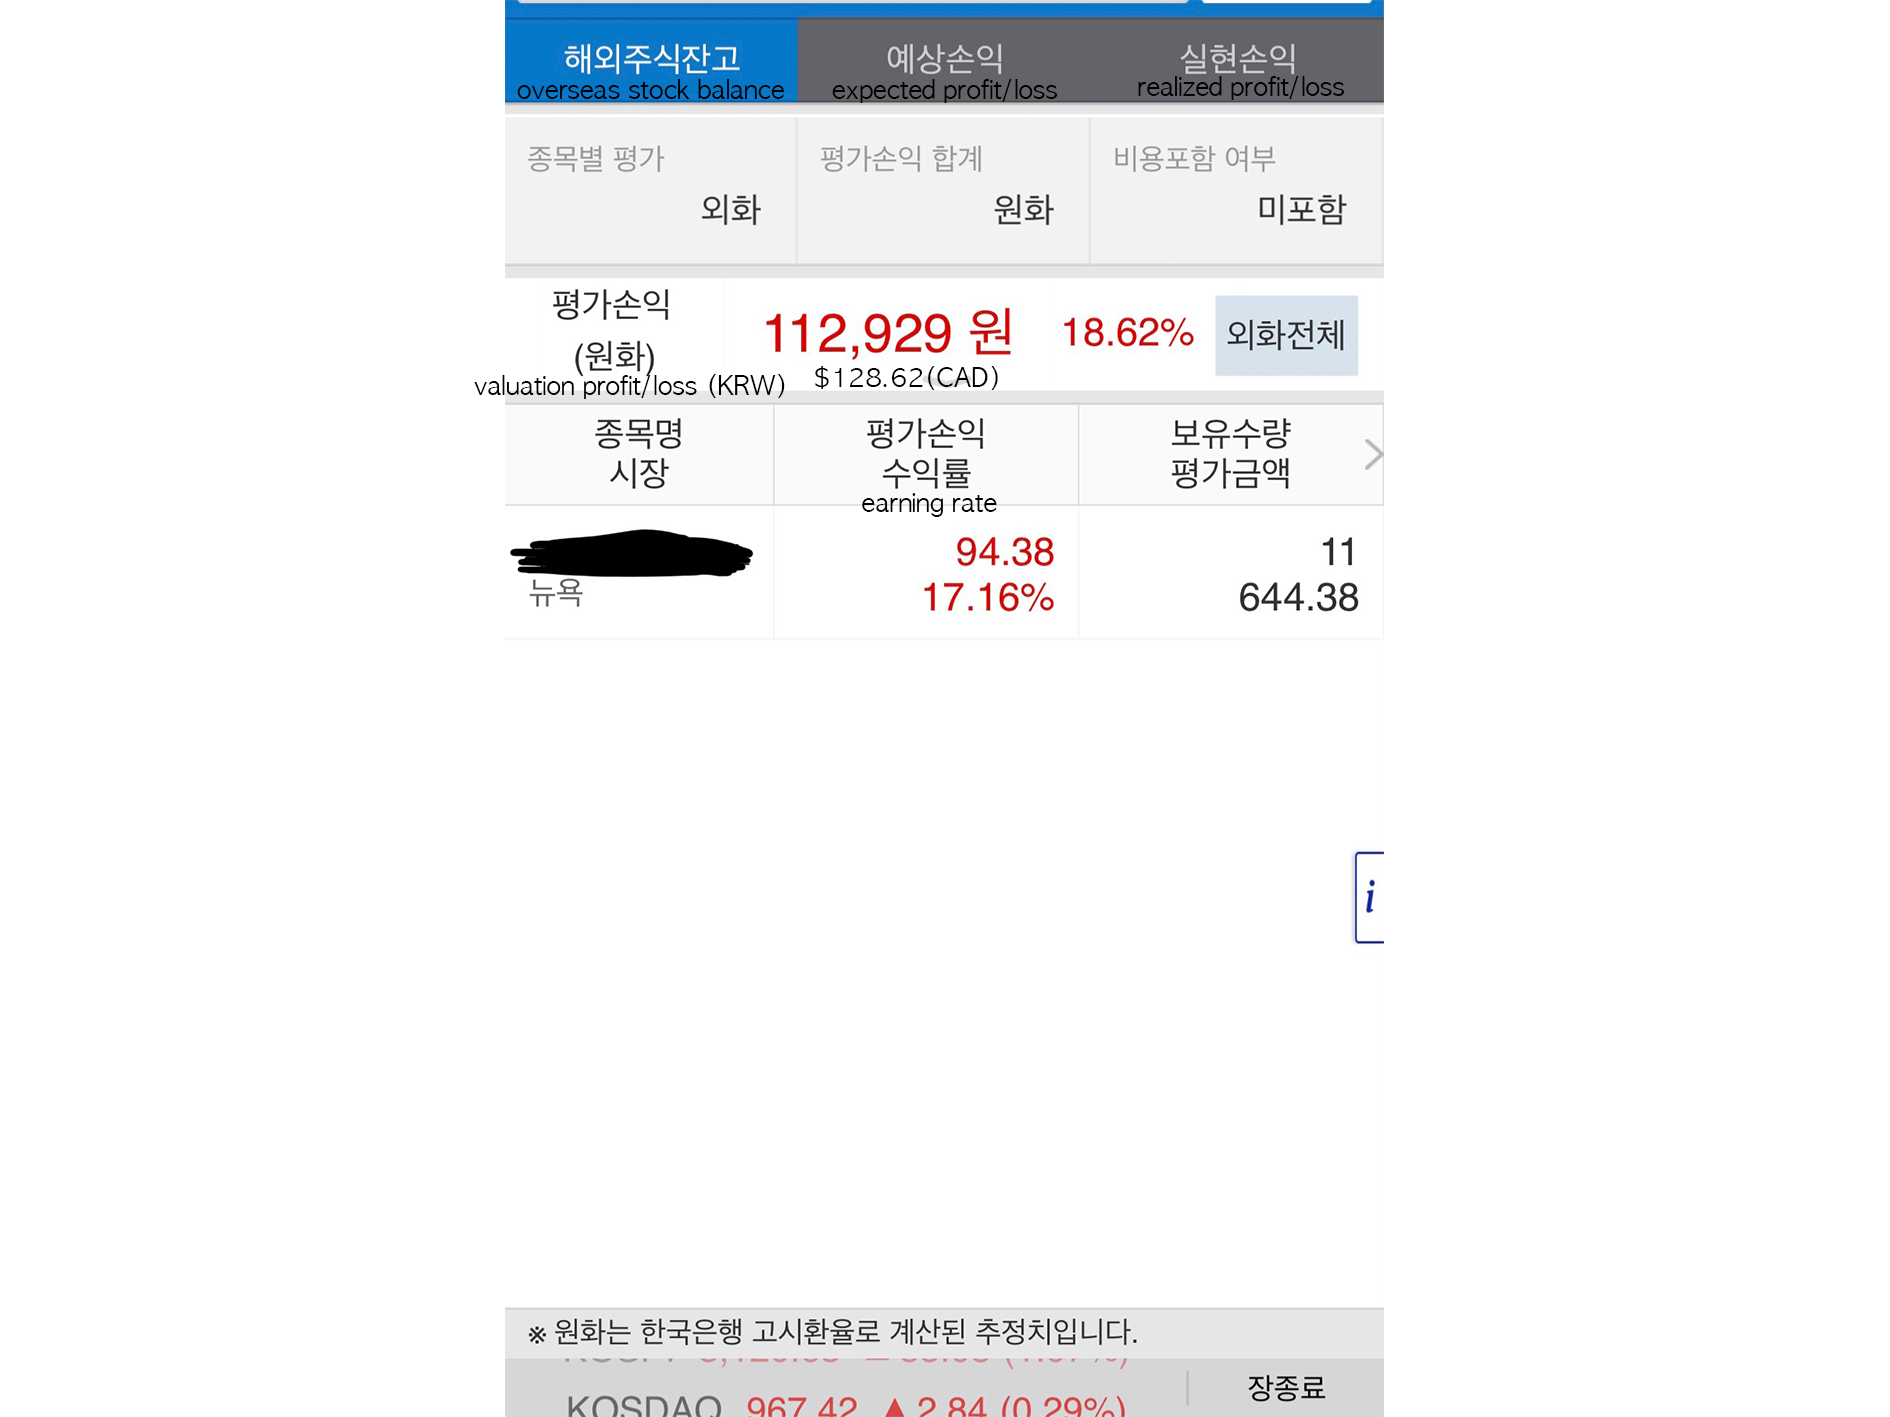 해외주식잔고 예상손익 실현손익
overseas stock balance expected profit/loss realized profit/loss
종목별 평가 평가손익 합계 비용포함 여부
외화 원화 미포함
평가손익
(원화) 112,929 원 18.62% 외화전체
valuation profit/loss (KRW) $128.62(CAD)
종목명 평가손익 보유수량
시장 수익률 평가금액
earning rate
94.38 11
뉴욕 17.16% 644.38
i
※ 원화는 한국은행 고시환율로 계산된 추정치입니다.
KOSDAQ 967.42 ▲ 2.84 (0.29%) 장종료